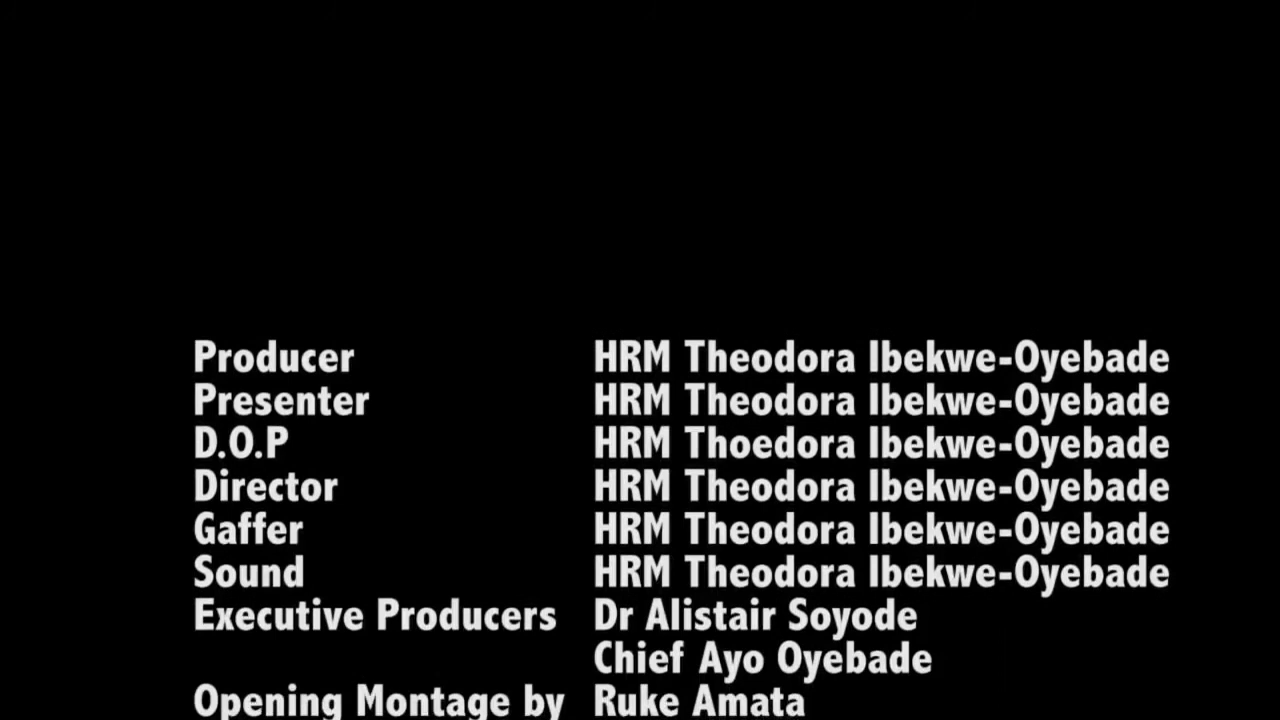 Producer HRM Theodora Ibekwe-Oyebade
Presenter HRM Theodora Ibekwe-Oyebade
D.O.P HRM Thoedora Ibekwe-Oyebade
Director HRM Theodora Ibekwe-Oyebade
Gaffer HRM Theodora Ibekwe-Oyebade
Sound HRM Theodora Ibekwe-Oyebade
Executive Producers Dr Alistair Soyode
Chief Ayo Oyebade
Opening Montage by Ruke Amata